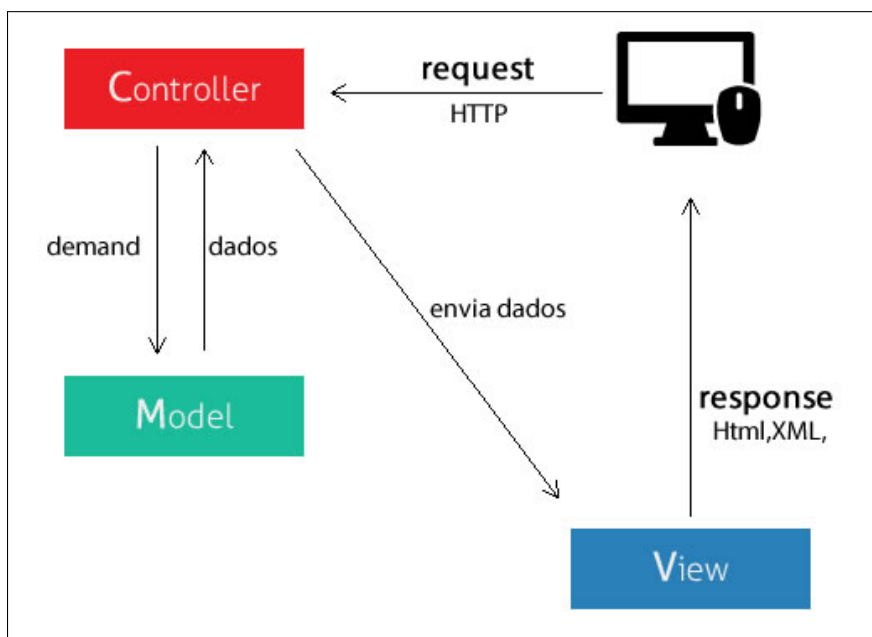 Controller
request
HTTP
demand
dados
envia dados
Model
response
Html,XML,
View